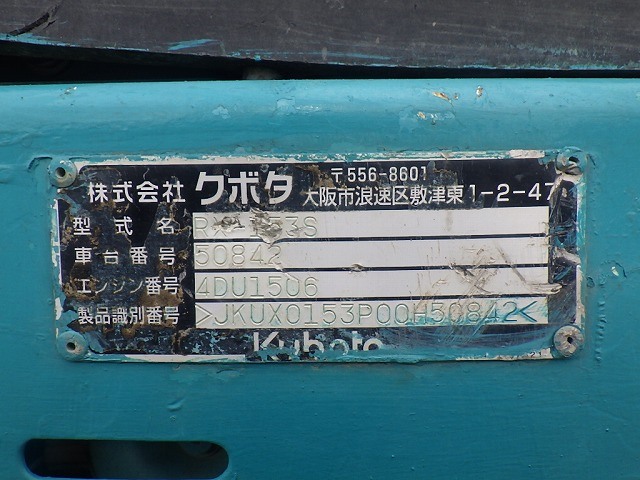 株式会社 クボタ 〒556-8601
大阪市浪速区敷津東1-2-47
型式名
車台番号 50842
エンジン番号 4DU1506
製品識別番号 >JKUX0153P00H50842<
Kubota
21